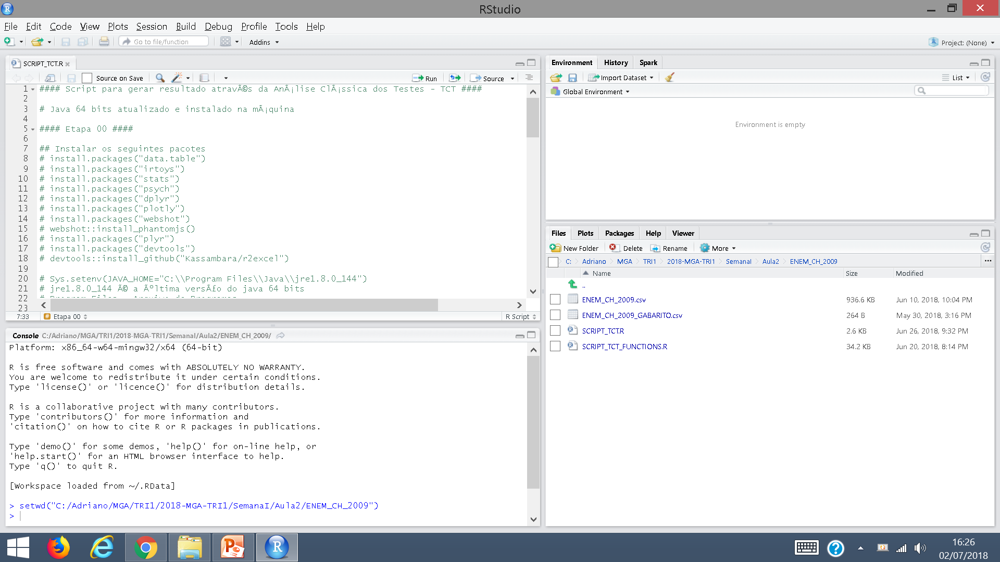 RStudio
File Edit Code View Plots Session Build Debug Profile Tools Help
Go to file/function
Addins
Project: (None)
SCRIPT_TCT.R
Source on Save
Run
Source
1 #### Script para gerar resultado atravÃ©s da AnÃ¡lise ClÃ¡ssica dos Testes - TCT ####
2
3 # Java 64 bits atualizado e instalado na mÃ¡quina
4
5 #### Etapa 00 ####
6
7 ## Instalar os seguintes pacotes
8 # install.packages("data.table")
9 # install.packages("irtoys")
10 # install.packages("stats")
11 # install.packages("psych")
12 # install.packages("dplyr")
13 # install.packages("plotly")
14 # install.packages("webshot")
15 # webshot::install_phantomjs()
16 # install.packages("plyr")
17 # install.packages("devtools")
18 # devtools::install_github("Kassambara/r2excel")
19
20 # Sys.setenv(JAVA_HOME="C:\\Program Files\\Java\\jre1.8.0_144")
21 # jre1.8.0_144 Ã© a Ãºltima versÃ£o do java 64 bits
22
23
7:33 Etapa 00 R Script
Console C:/Adriano/MGA/TRI1/2018-MGA-TRI1/SemanaI/Aula2/ENEM_CH_2009/
Platform: x86_64-w64-mingw32/x64 (64-bit)
R is free software and comes with ABSOLUTELY NO WARRANTY.
You are welcome to redistribute it under certain conditions.
Type 'license()' or 'licence()' for distribution details.
R is a collaborative project with many contributors.
Type 'contributors()' for more information and
'citation()' on how to cite R or R packages in publications.
Type 'demo()' for some demos, 'help()' for on-line help, or
'help.start()' for an HTML browser interface to help.
Type 'q()' to quit R.
[Workspace loaded from ~/.RData]
> setwd("C:/Adriano/MGA/TRI1/2018-MGA-TRI1/SemanaI/Aula2/ENEM_CH_2009")
>
Environment History Spark
Import Dataset
List
Global Environment
Environment is empty
Files Plots Packages Help Viewer
New Folder Delete Rename More
C: Adriano MGA TRI1 2018-MGA-TRI1 SemanaI Aula2 ENEM_CH_2009 ...
Name Size Modified
..
ENEM_CH_2009.csv 936.6 KB Jun 10, 2018, 10:04 PM
ENEM_CH_2009_GABARITO.csv 264 B May 30, 2018, 3:16 PM
SCRIPT_TCT.R 2.6 KB Jun 26, 2018, 9:32 PM
SCRIPT_TCT_FUNCTIONS.R 34.2 KB Jun 20, 2018, 8:14 PM
16:26
02/07/2018